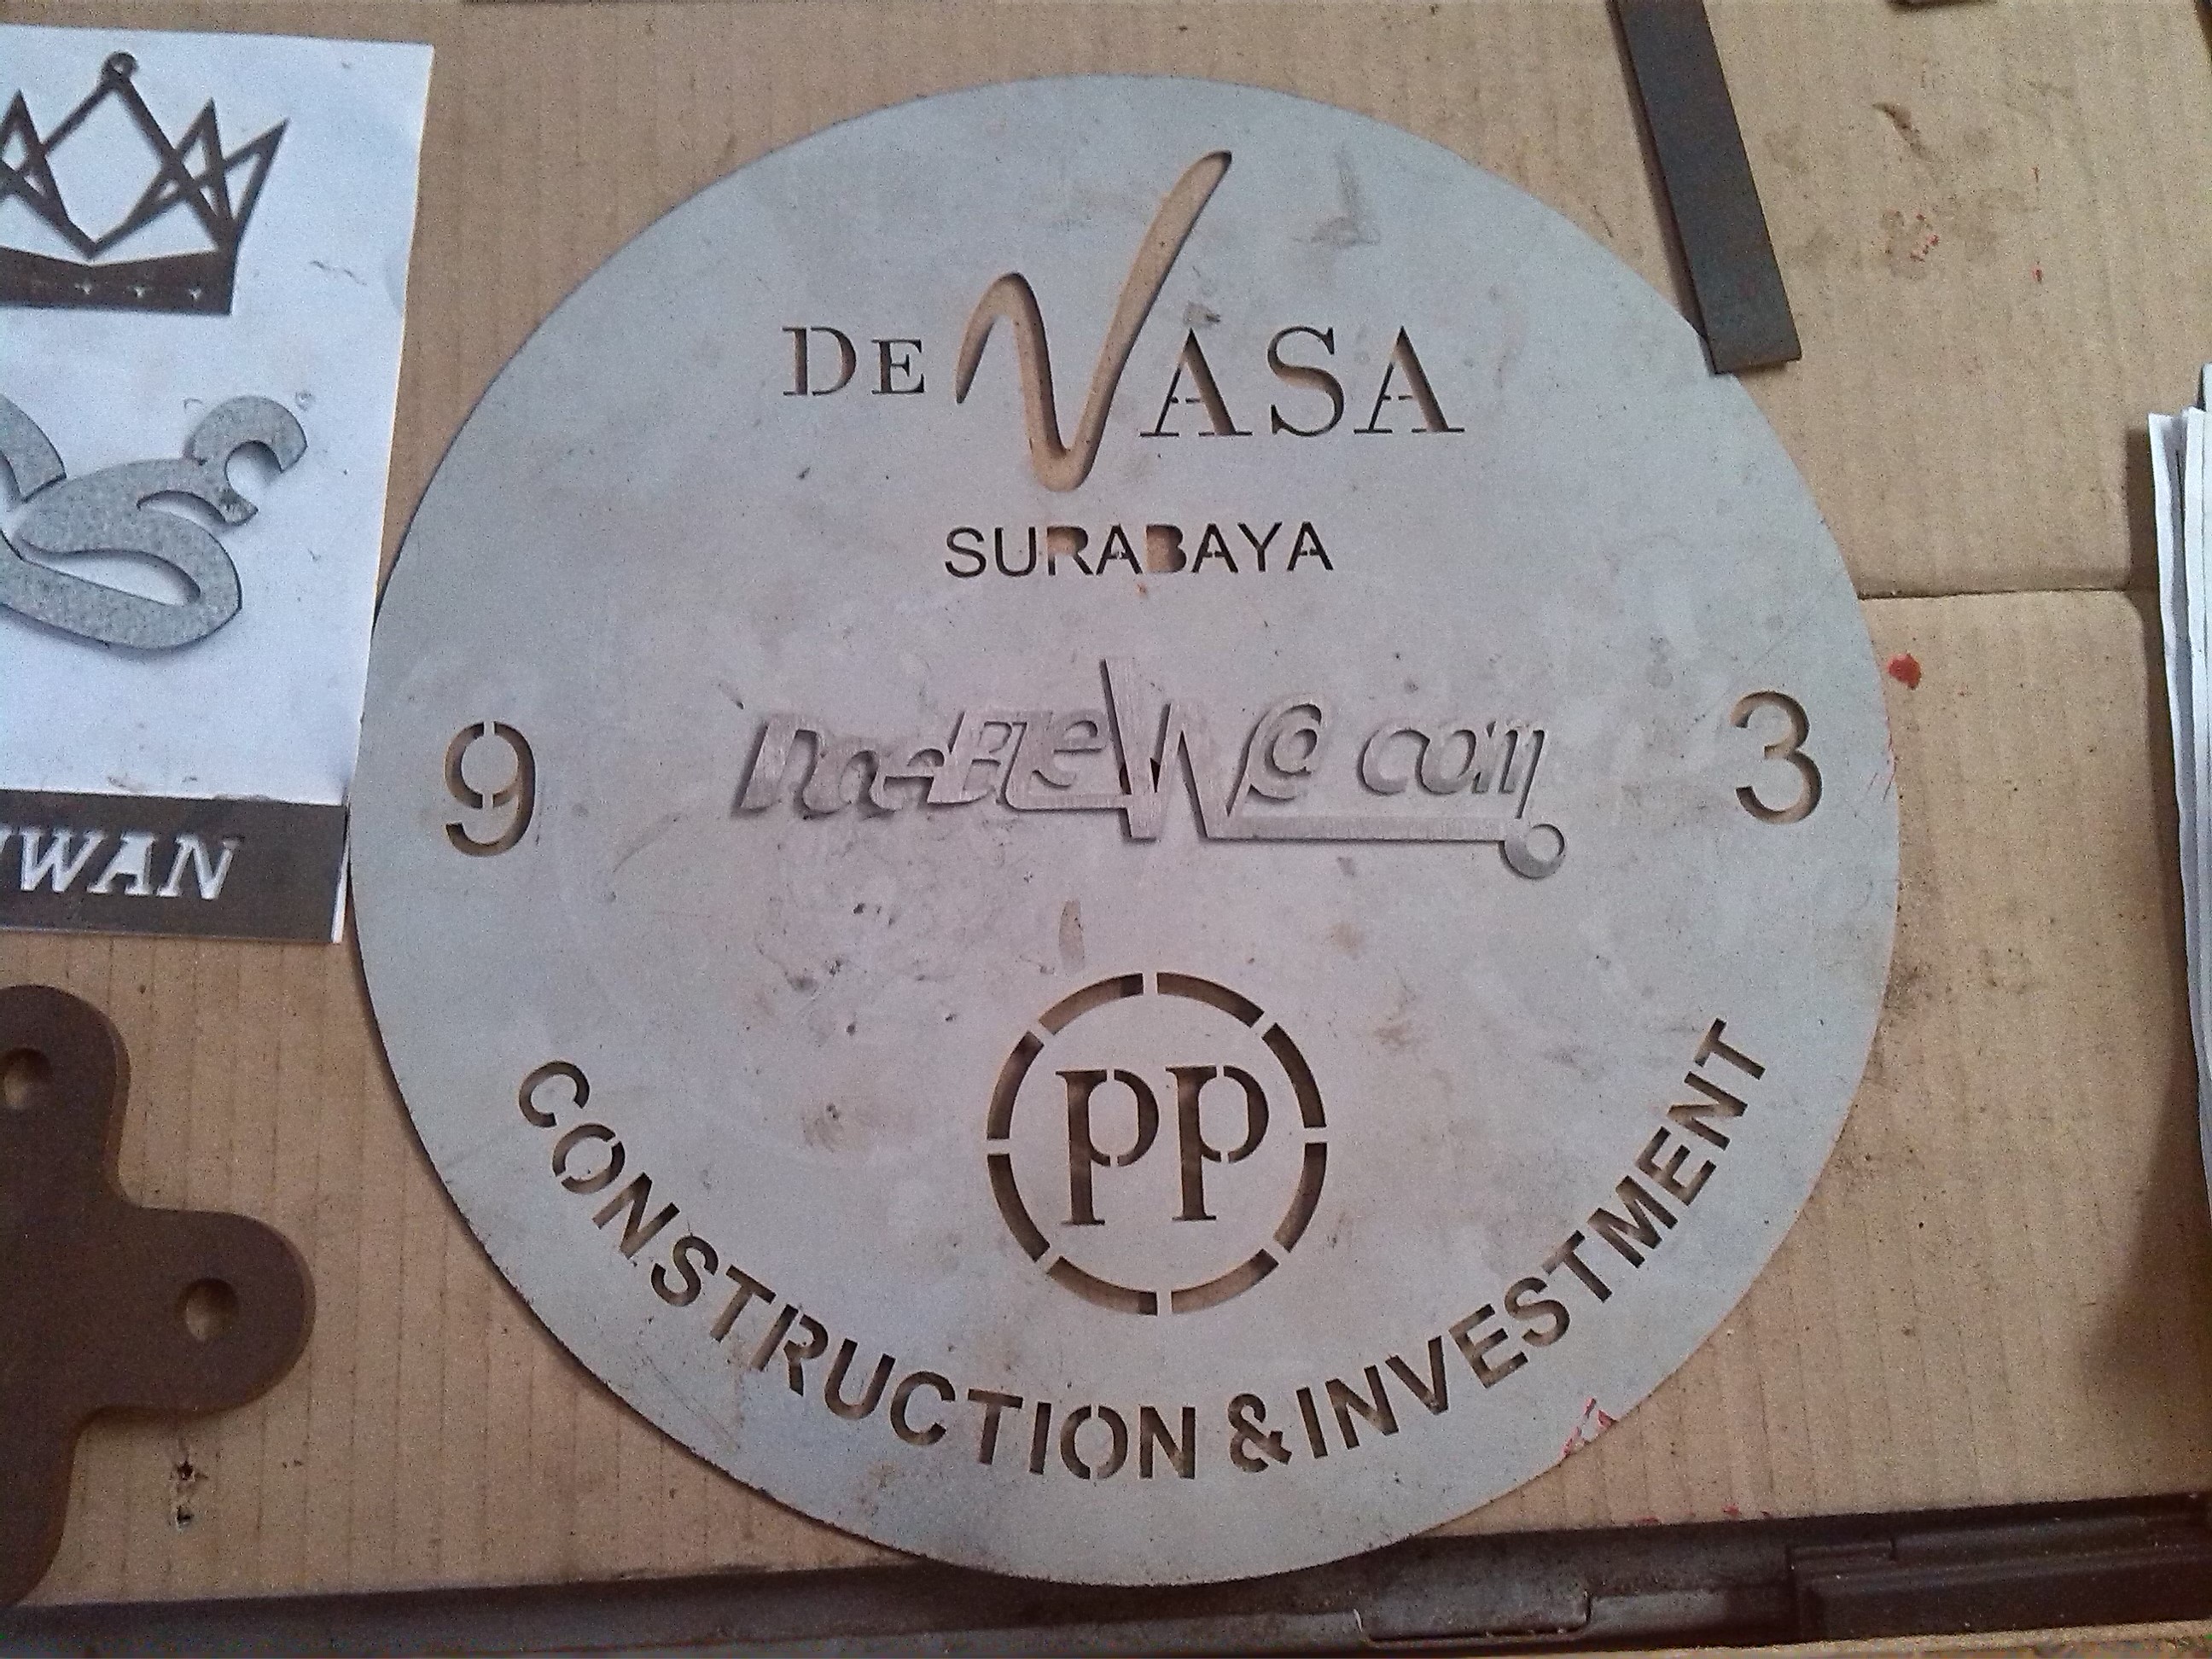 DE VASA
SURABAYA
9
3
WAN
pp
CONSTRUCTION & INVESTMENT